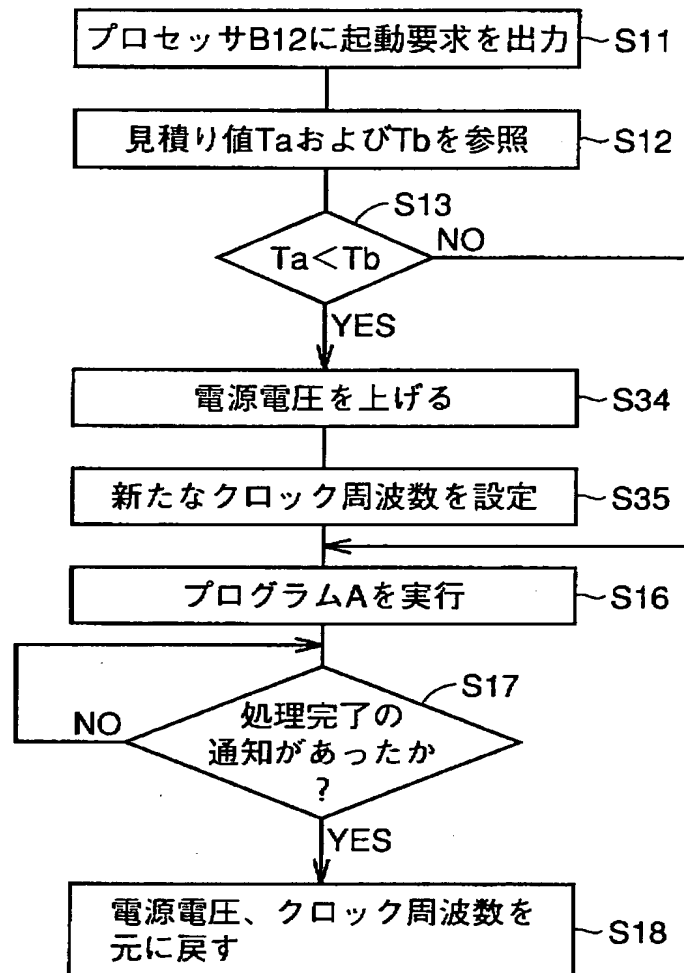 プロセッサB12に起動要求を出力 S11
見積り値TaおよびTbを参照 S12
S13
Ta<Tb NO
YES
電源電圧を上げる S34
新たなクロック周波数を設定 S35
プログラムAを実行 S16
S17
処理完了の
NO 通知があったか
?
YES
電源電圧、クロック周波数を
元に戻す S18